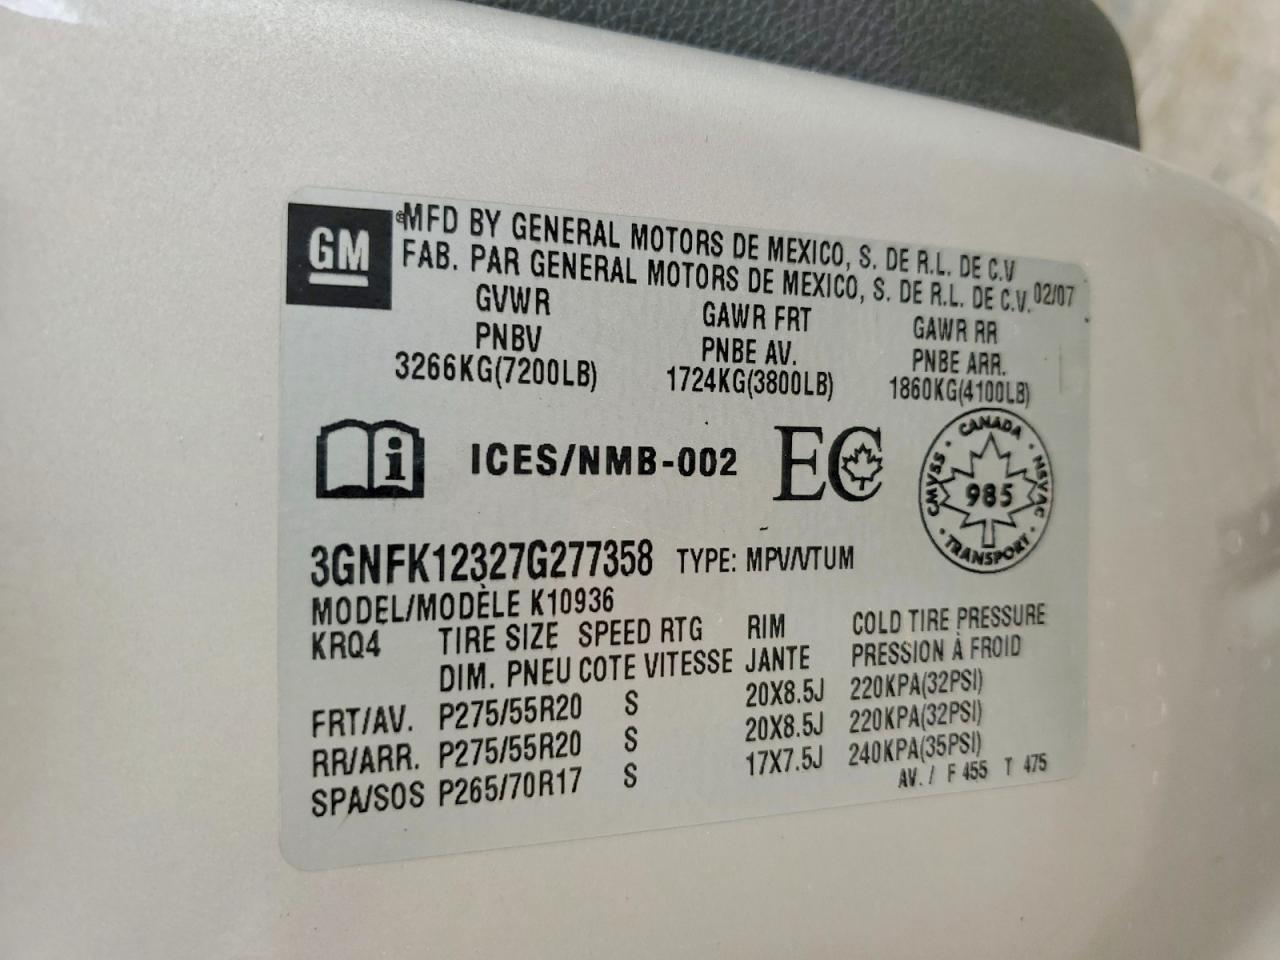 GM
®MFD BY GENERAL MOTORS DE MEXICO, S. DE R.L. DE C.V
FAB. PAR GENERAL MOTORS DE MEXICO, S. DE R.L. DE C.V. 02/07
GVWR GAWR FRT GAWR RR
PNBV PNBE AV. PNBE ARR.
3266KG(7200LB) 1724KG(3800LB) 1860KG(4100LB)
i ICES/NMB-002 EC
CANADA
CMVSS 985 NSVAC
TRANSPORT
3GNFK12327G277358 TYPE: MPV/VTUM
MODEL/MODÈLE K10936
KRQ4 TIRE SIZE SPEED RTG RIM COLD TIRE PRESSURE
DIM. PNEU COTE VITESSE JANTE PRESSION À FROID
FRT/AV. P275/55R20 S 20X8.5J 220KPA(32PSI)
RR/ARR. P275/55R20 S 20X8.5J 220KPA(32PSI)
SPA/SOS P265/70R17 S 17X7.5J 240KPA(35PSI)
AV. / F 455 T 475